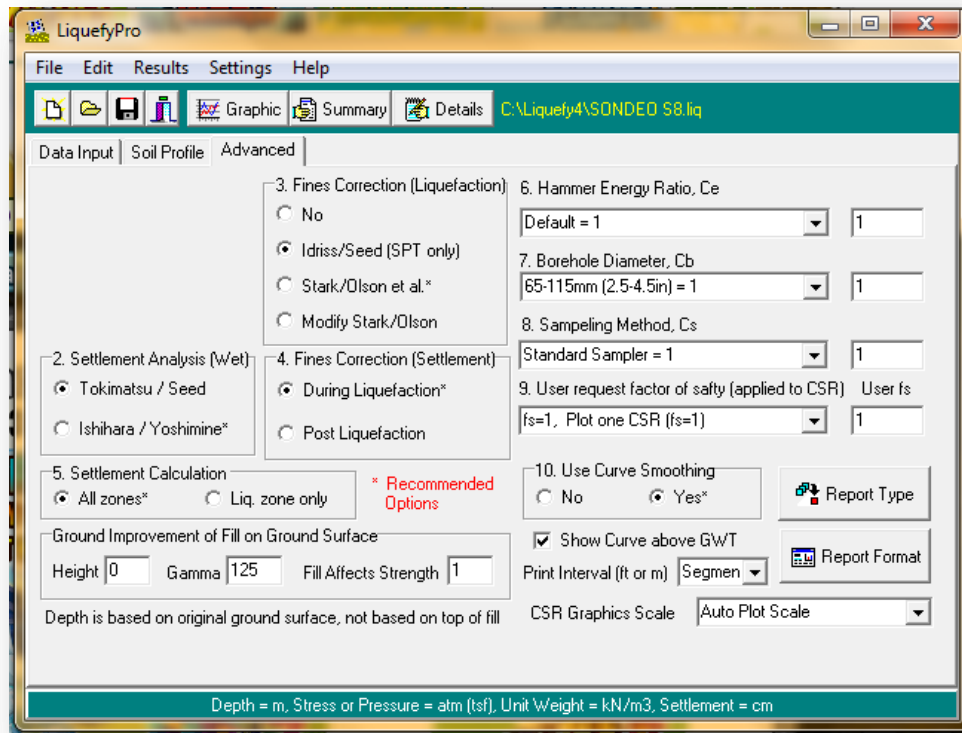 LiquefyPro
File Edit Results Settings Help
Graphic Summary Details C:\Liquefy4\SONDEO S8.liq
Data Input Soil Profile Advanced
3. Fines Correction (Liquefaction)
No
Idriss/Seed (SPT only)
Stark/Olson et al.*
Modify Stark/Olson
6. Hammer Energy Ratio, Ce
Default = 1 1
7. Borehole Diameter, Cb
65-115mm (2.5-4.5in) = 1 1
8. Sampeling Method, Cs
Standard Sampler = 1 1
2. Settlement Analysis (Wet)
Tokimatsu / Seed
Ishihara / Yoshimine*
4. Fines Correction (Settlement)
During Liquefaction*
Post Liquefaction
9. User request factor of safty (applied to CSR) User fs
fs=1, Plot one CSR (fs=1) 1
5. Settlement Calculation
All zones* Liq. zone only
* Recommended
Options
10. Use Curve Smoothing
No Yes*
Report Type
Ground Improvement of Fill on Ground Surface
Height 0 Gamma 125 Fill Affects Strength 1
Show Curve above GWT
Print Interval (ft or m) Segmen
Report Format
Depth is based on original ground surface, not based on top of fill
CSR Graphics Scale Auto Plot Scale
Depth = m, Stress or Pressure = atm (tsf), Unit Weight = kN/m3, Settlement = cm